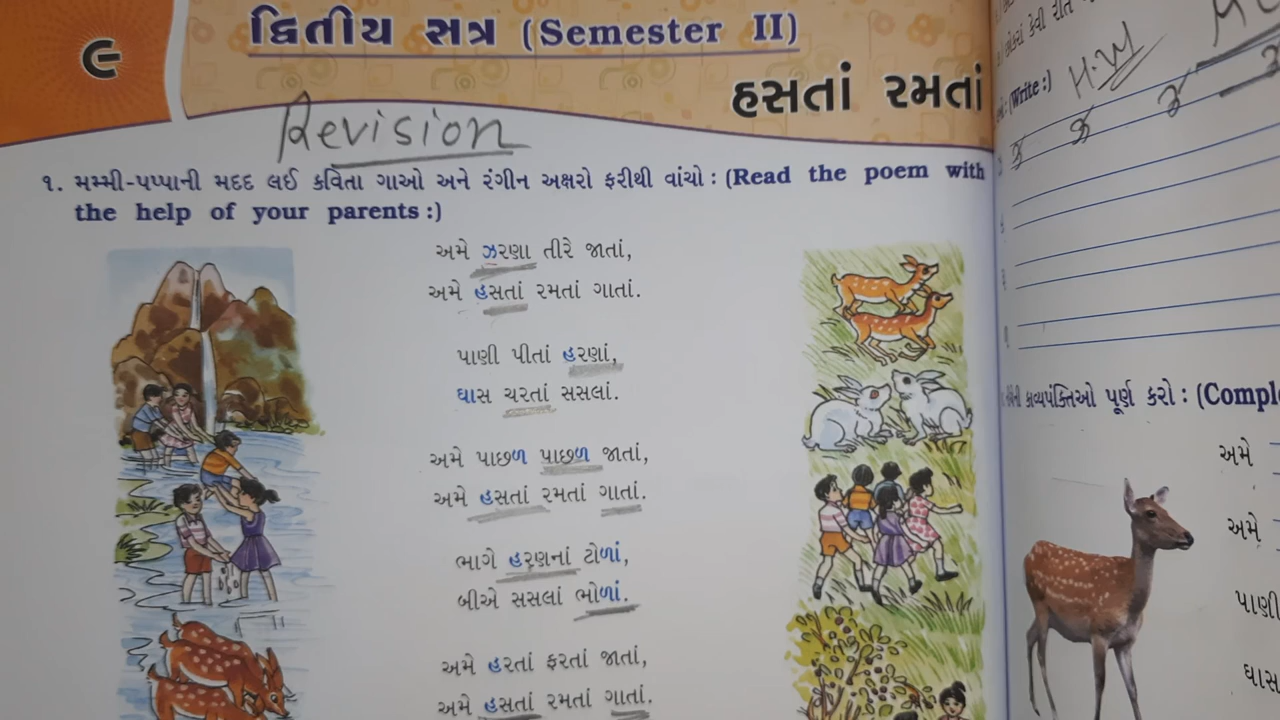 ૯
દ્વિતીય સત્ર (Semester II)
હસતાં રમતાં
Revision
૧. મમ્મી-પપ્પાની મદદ લઈ કવિતા ગાઓ અને રંગીન અક્ષરો ફરીથી વાંચો : (Read the poem with
the help of your parents :)
અમે ઝરણા તીરે જાતાં,
અમે હસતાં રમતાં ગાતાં.
પાણી પીતાં હરણાં,
ઘાસ ચરતાં સસલાં.
અમે પાછળ પાછળ જાતાં,
અમે હસતાં રમતાં ગાતાં.
ભાગે હરણનાં ટોળાં,
બીએ સસલાં ભોળાં.
અમે હરતાં ફરતાં જાતાં,
અમે હસતાં રમતાં ગાતાં.
કેવી રીતે
(Write :)
H.W
કાવ્યપંક્તિઓ પૂર્ણ કરો : (Compl
અમે
અમે
પાણી
ઘાસ